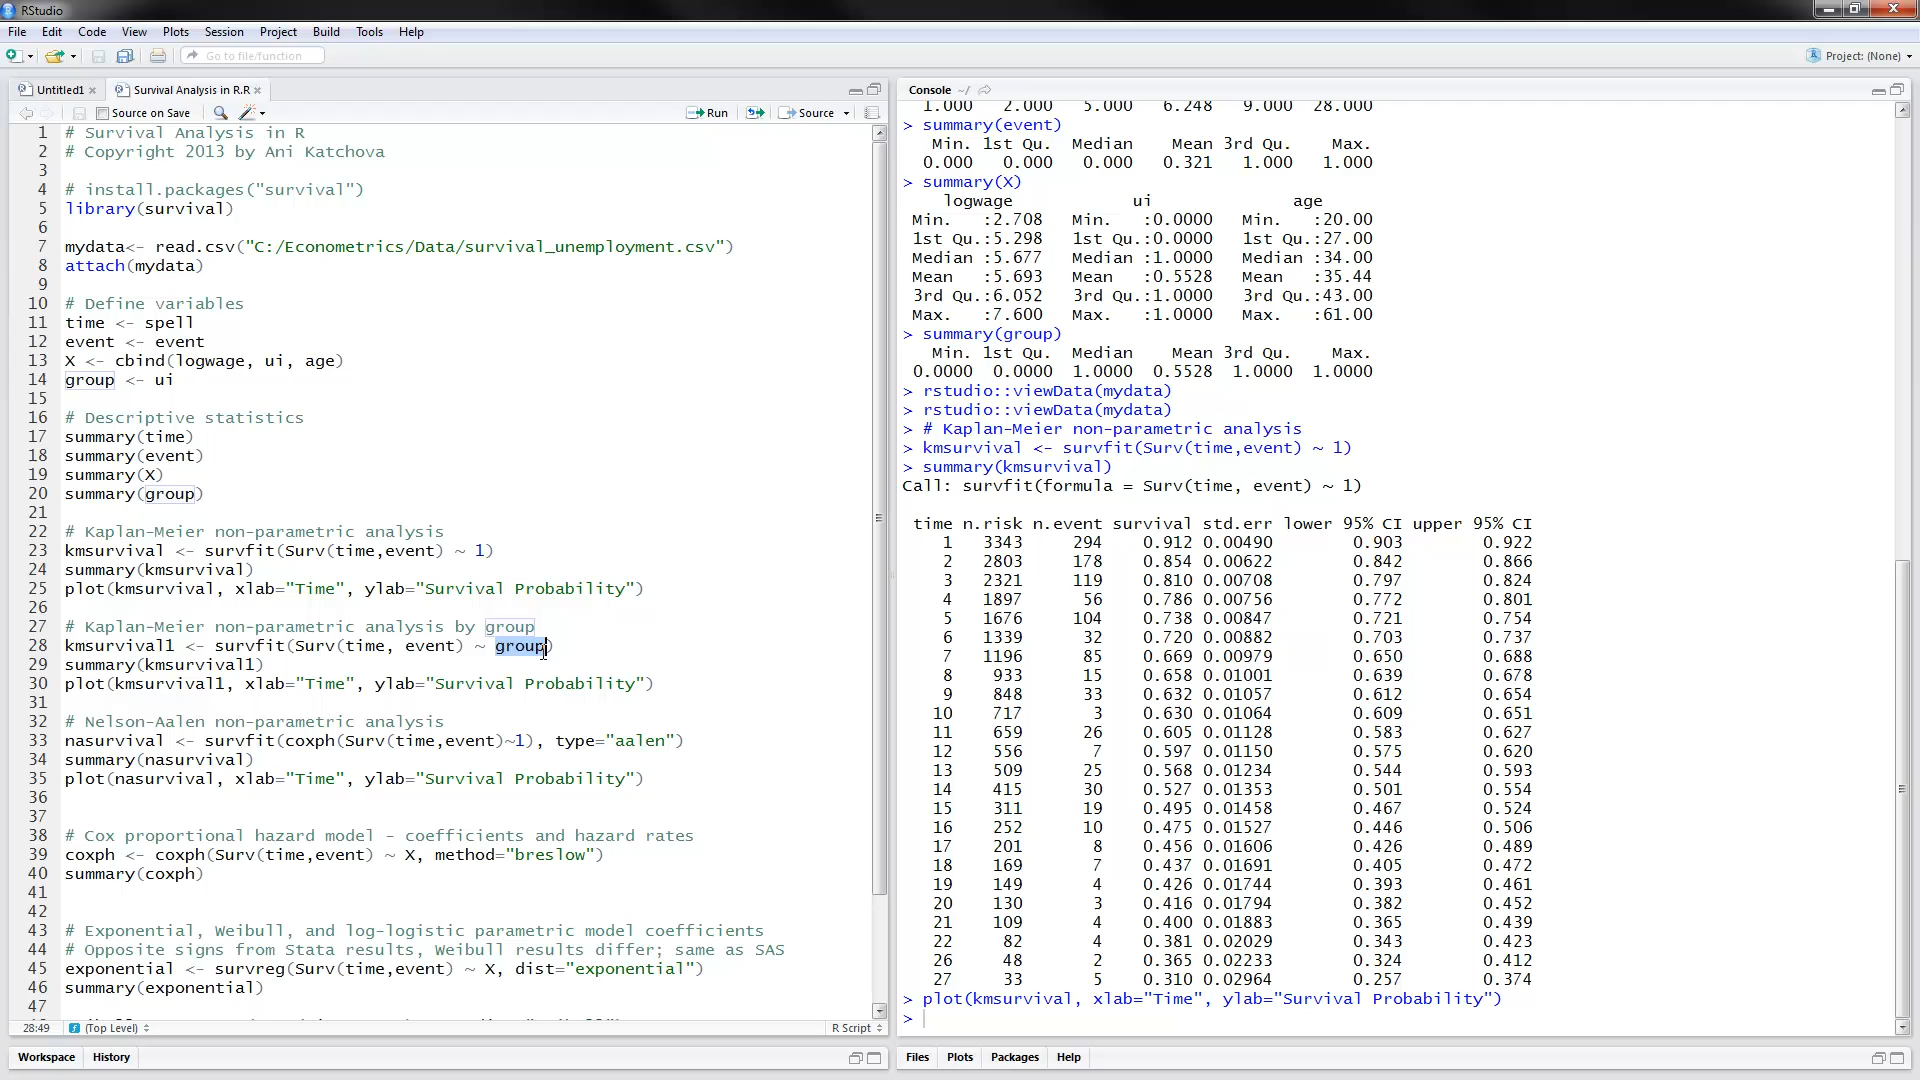 RStudio
File Edit Code View Plots Session Project Build Tools Help
Go to file/function
Project: (None)
Untitled1
Survival Analysis in R.R
Source on Save
Run
Source
1 # Survival Analysis in R
2 # Copyright 2013 by Ani Katchova
3
4 # install.packages("survival")
5 library(survival)
6
7 mydata<- read.csv("C:/Econometrics/Data/survival_unemployment.csv")
8 attach(mydata)
9
10 # Define variables
11 time <- spell
12 event <- event
13 X <- cbind(logwage, ui, age)
14 group <- ui
15
16 # Descriptive statistics
17 summary(time)
18 summary(event)
19 summary(X)
20 summary(group)
21
22 # Kaplan-Meier non-parametric analysis
23 kmsurvival <- survfit(Surv(time,event) ~ 1)
24 summary(kmsurvival)
25 plot(kmsurvival, xlab="Time", ylab="Survival Probability")
26
27 # Kaplan-Meier non-parametric analysis by group
28 kmsurvival1 <- survfit(Surv(time, event) ~ group)
29 summary(kmsurvival1)
30 plot(kmsurvival1, xlab="Time", ylab="Survival Probability")
31
32 # Nelson-Aalen non-parametric analysis
33 nasurvival <- survfit(coxph(Surv(time,event)~1), type="aalen")
34 summary(nasurvival)
35 plot(nasurvival, xlab="Time", ylab="Survival Probability")
36
37
38 # Cox proportional hazard model - coefficients and hazard rates
39 coxph <- coxph(Surv(time,event) ~ X, method="breslow")
40 summary(coxph)
41
42
43 # Exponential, Weibull, and log-logistic parametric model coefficients
44 # Opposite signs from Stata results, Weibull results differ; same as SAS
45 exponential <- survreg(Surv(time,event) ~ X, dist="exponential")
46 summary(exponential)
47
28:49
(Top Level)
R Script
Workspace History
Console ~/
1.000 2.000 5.000 6.248 9.000 28.000
> summary(event)
Min. 1st Qu. Median Mean 3rd Qu. Max.
0.000 0.000 0.000 0.321 1.000 1.000
> summary(X)
logwage ui age
Min. :2.708 Min. :0.0000 Min. :20.00
1st Qu.:5.298 1st Qu.:0.0000 1st Qu.:27.00
Median :5.677 Median :1.0000 Median :34.00
Mean :5.693 Mean :0.5528 Mean :35.44
3rd Qu.:6.052 3rd Qu.:1.0000 3rd Qu.:43.00
Max. :7.600 Max. :1.0000 Max. :61.00
> summary(group)
Min. 1st Qu. Median Mean 3rd Qu. Max.
0.0000 0.0000 1.0000 0.5528 1.0000 1.0000
> rstudio::viewData(mydata)
> rstudio::viewData(mydata)
> # Kaplan-Meier non-parametric analysis
> kmsurvival <- survfit(Surv(time,event) ~ 1)
> summary(kmsurvival)
Call: survfit(formula = Surv(time, event) ~ 1)
time n.risk n.event survival std.err lower 95% CI upper 95% CI
1 3343 294 0.912 0.00490 0.903 0.922
2 2803 178 0.854 0.00622 0.842 0.866
3 2321 119 0.810 0.00708 0.797 0.824
4 1897 56 0.786 0.00756 0.772 0.801
5 1676 104 0.738 0.00847 0.721 0.754
6 1339 32 0.720 0.00882 0.703 0.737
7 1196 85 0.669 0.00979 0.650 0.688
8 933 15 0.658 0.01001 0.639 0.678
9 848 33 0.632 0.01057 0.612 0.654
10 717 3 0.630 0.01064 0.609 0.651
11 659 26 0.605 0.01128 0.583 0.627
12 556 7 0.597 0.01150 0.575 0.620
13 509 25 0.568 0.01234 0.544 0.593
14 415 30 0.527 0.01353 0.501 0.554
15 311 19 0.495 0.01458 0.467 0.524
16 252 10 0.475 0.01527 0.446 0.506
17 201 8 0.456 0.01606 0.426 0.489
18 169 7 0.437 0.01691 0.405 0.472
19 149 4 0.426 0.01744 0.393 0.461
20 130 3 0.416 0.01794 0.382 0.452
21 109 4 0.400 0.01883 0.365 0.439
22 82 4 0.381 0.02029 0.343 0.423
26 48 2 0.365 0.02233 0.324 0.412
27 33 5 0.310 0.02964 0.257 0.374
> plot(kmsurvival, xlab="Time", ylab="Survival Probability")
>
Files Plots Packages Help